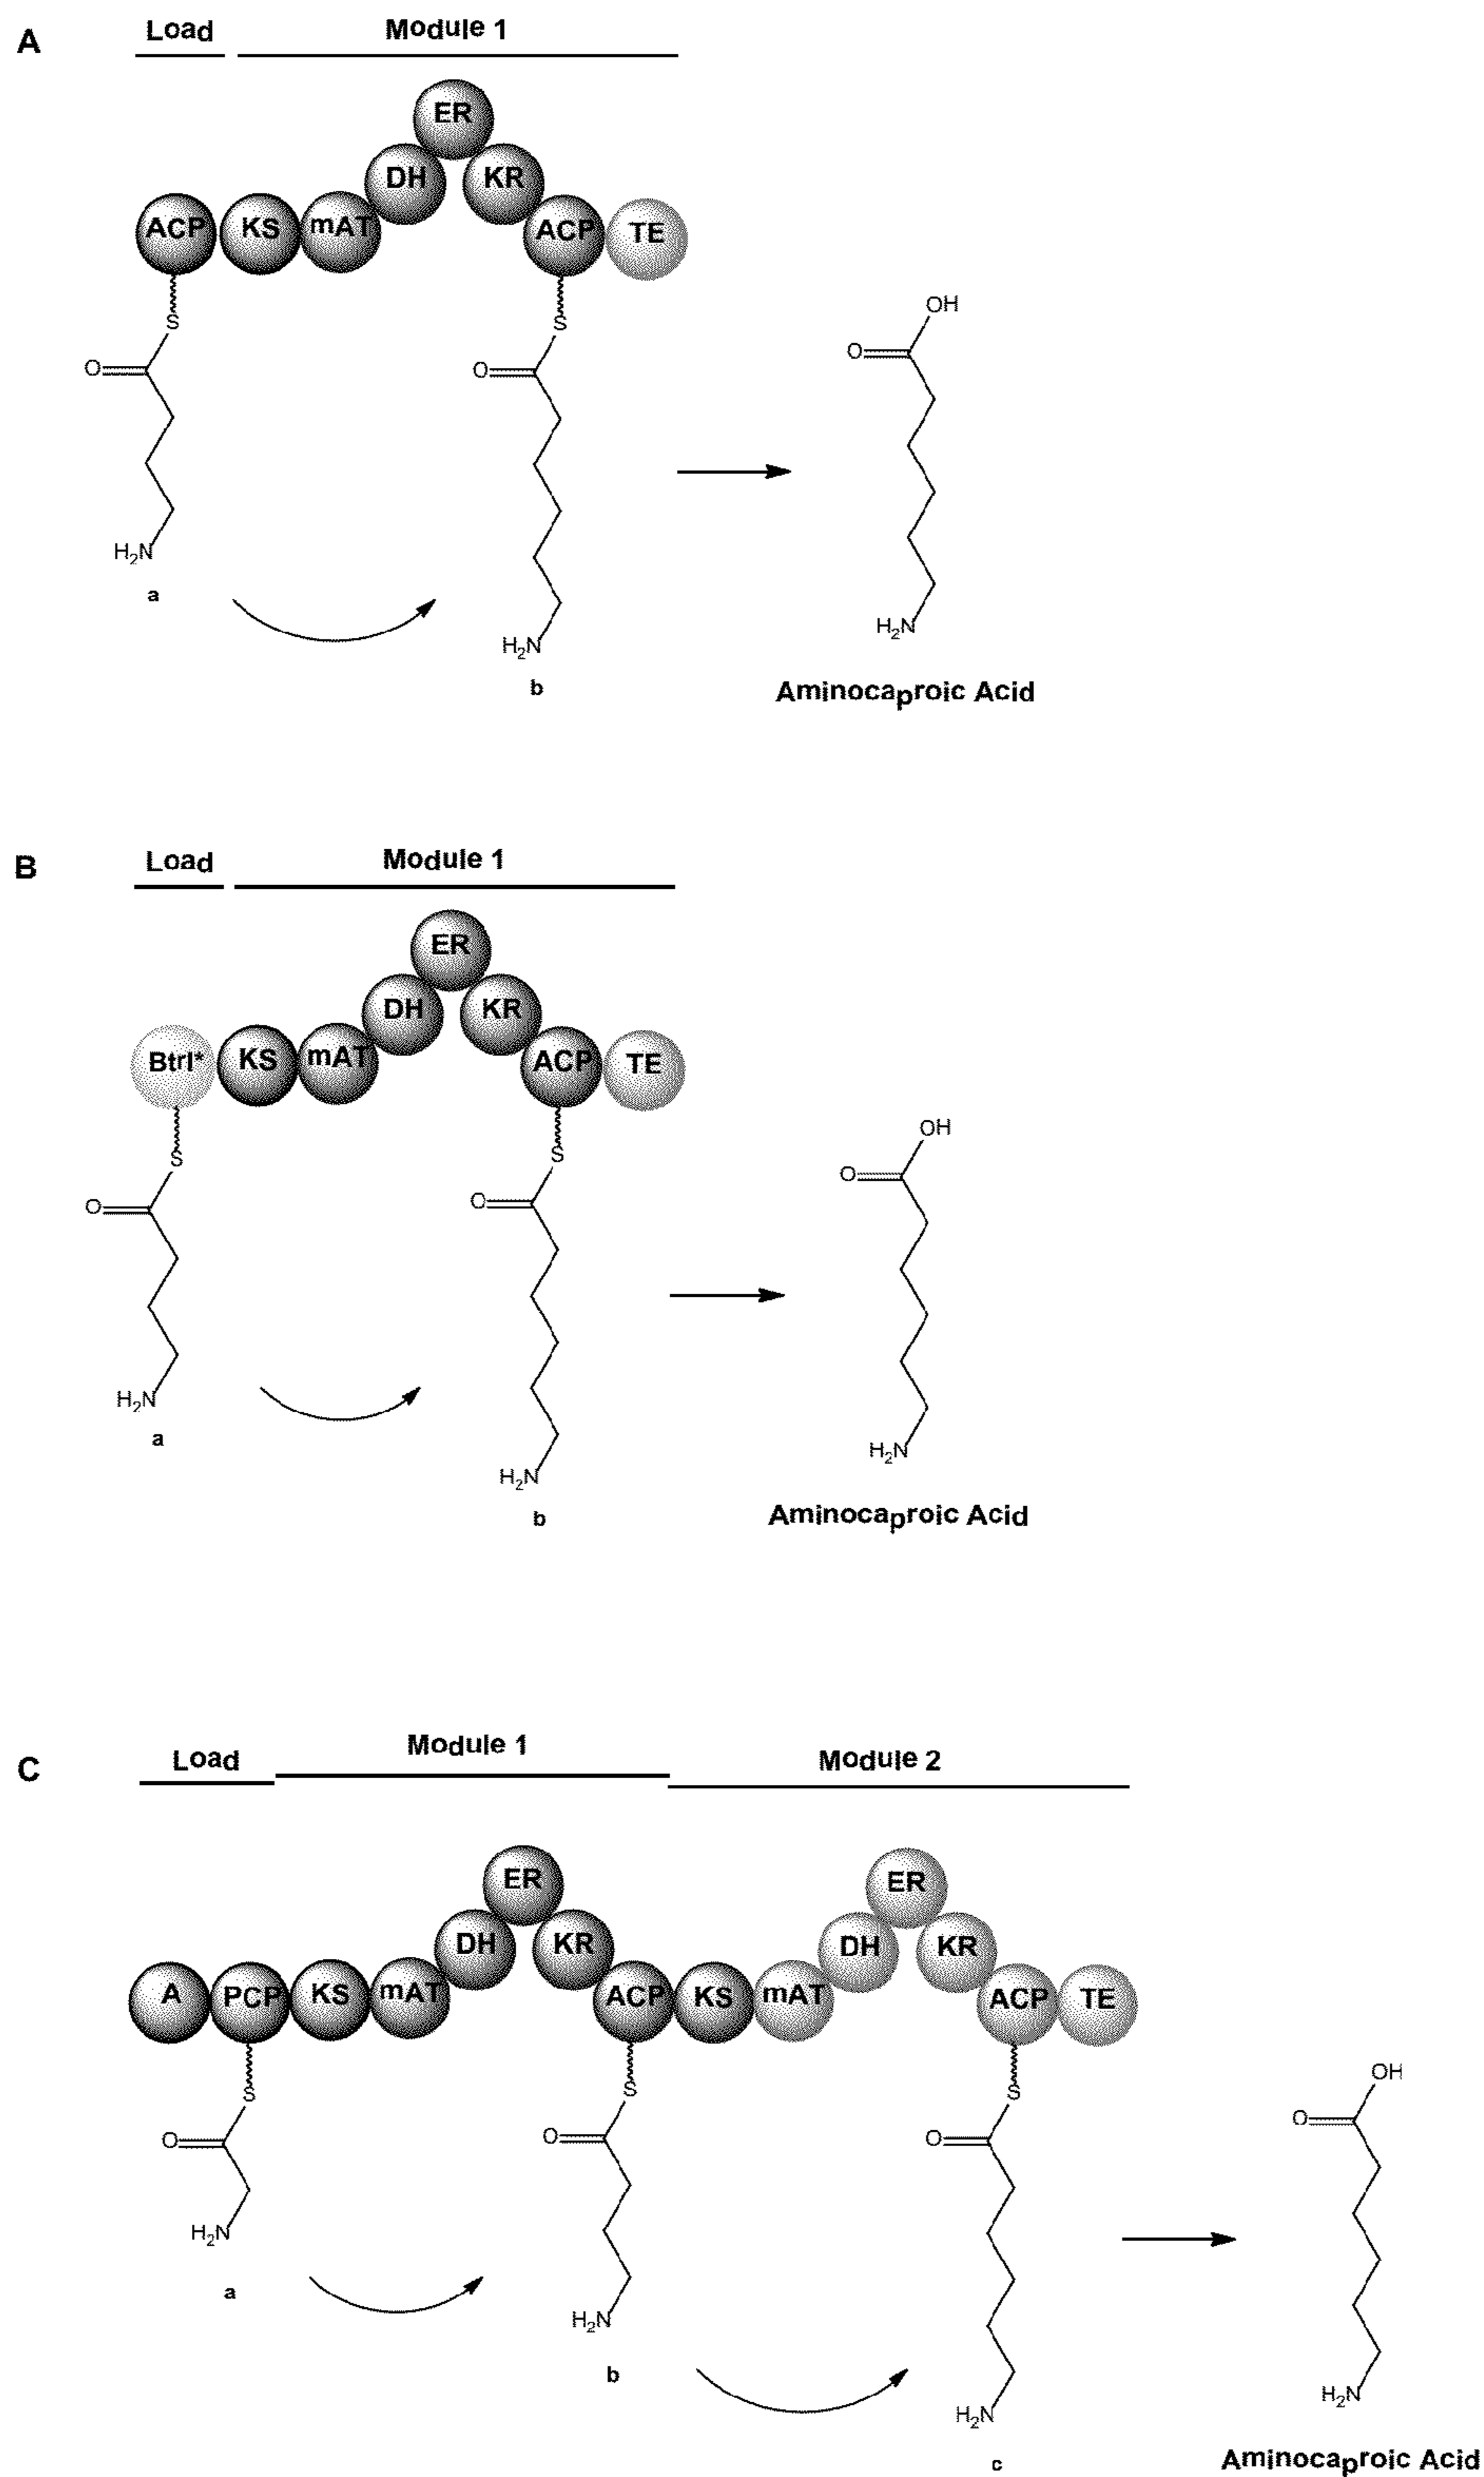 A
Load Module 1
ER
DH KR
ACP KS mAT ACP TE
S S
O O
OH
O
H2N
a
H2N
b
H2N
Aminocaproic Acid
B
Load Module 1
ER
DH KR
BtrI* KS mAT ACP TE
S S
O O
OH
O
H2N
a
H2N
b
H2N
Aminocaproic Acid
C
Load Module 1 Module 2
ER ER
DH KR DH KR
A PCP KS mAT ACP KS mAT ACP TE
S S S
O O O
OH
O
H2N
a
H2N
b
H2N
c
H2N
Aminocaproic Acid